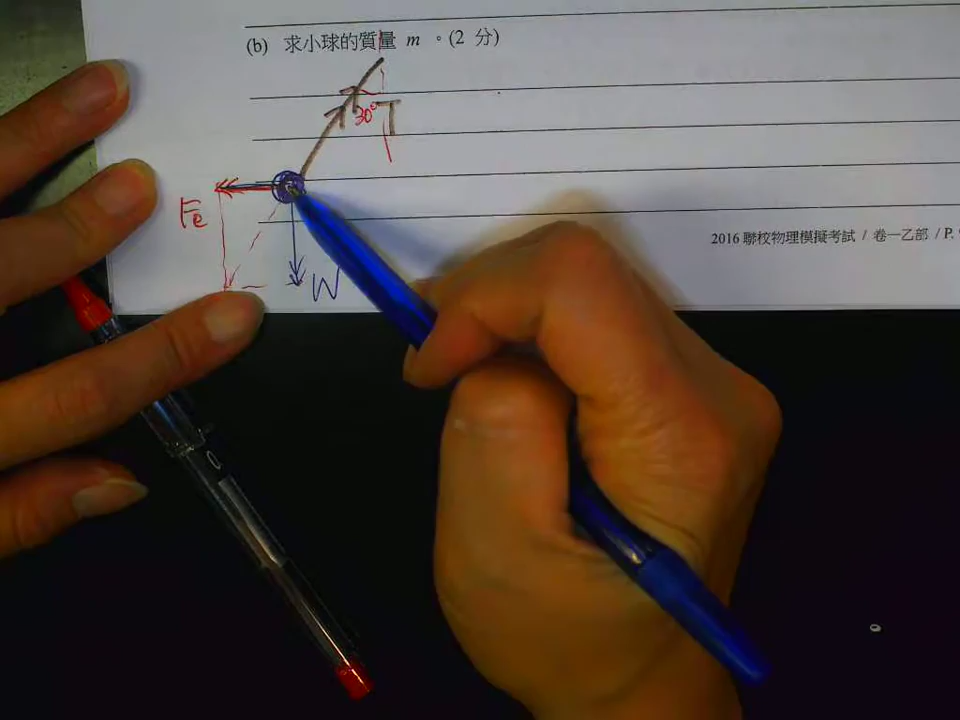 (b) 求小球的質量 m 。(2 分)
30° T
Fe
W
2016 聯校物理模擬考試 / 卷一乙部 / P.